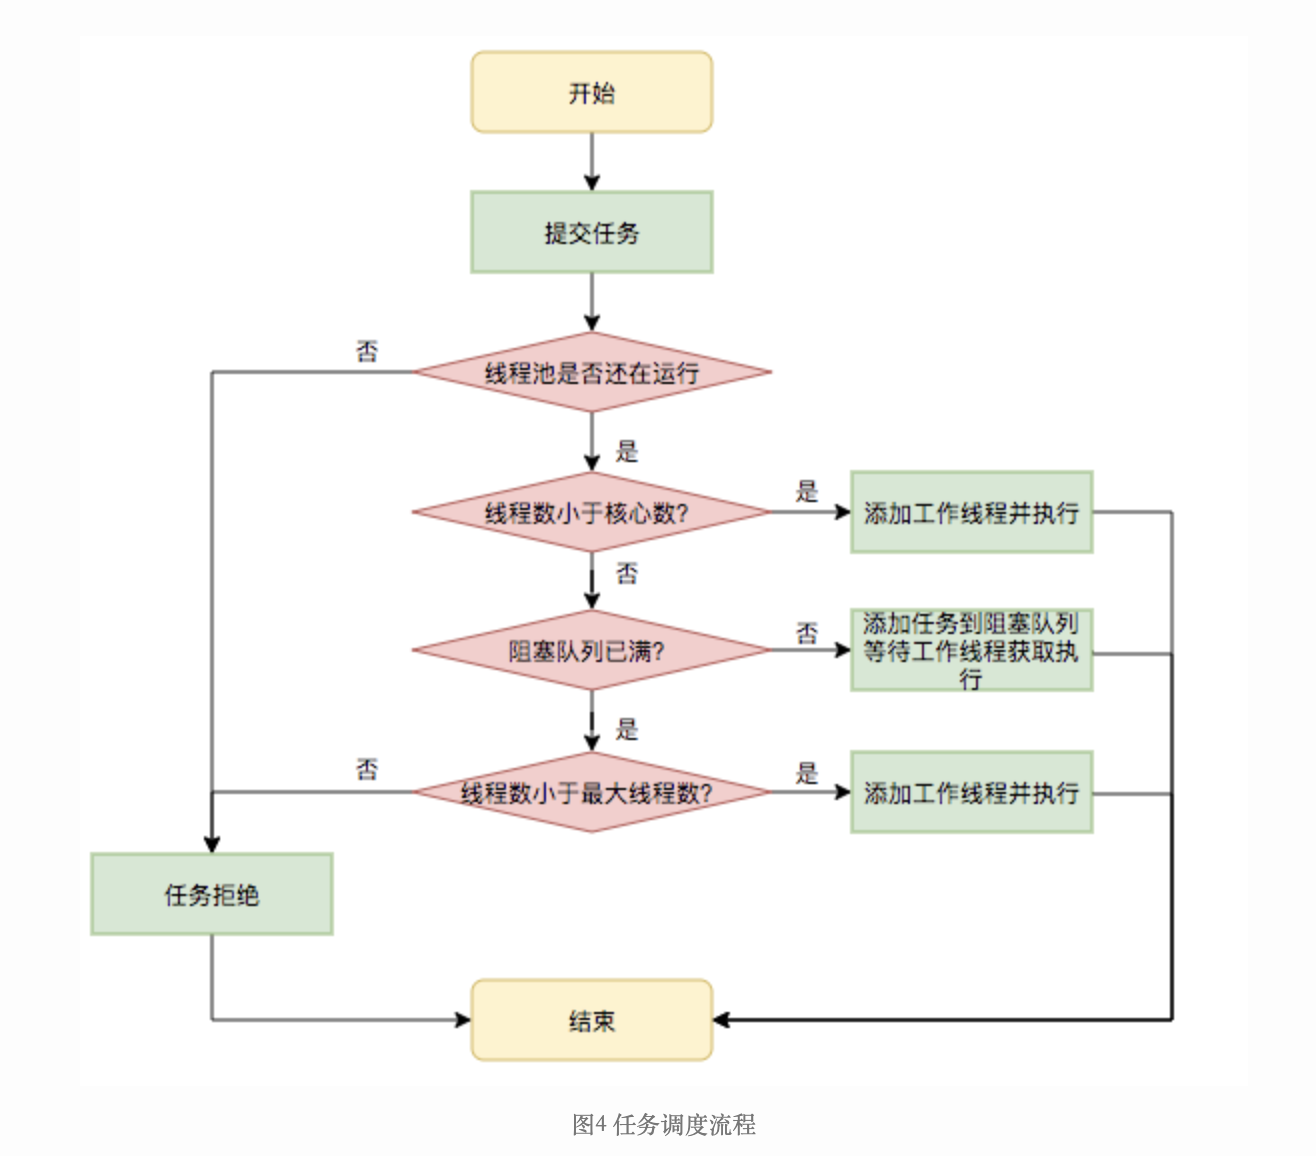 开始
提交任务
否
线程池是否还在运行
是
线程数小于核心数?
是
添加工作线程并执行
否
阻塞队列已满?
否
添加任务到阻塞队列
等待工作线程获取执
行
是
否
线程数小于最大线程数?
是
添加工作线程并执行
任务拒绝
结束
图4 任务调度流程